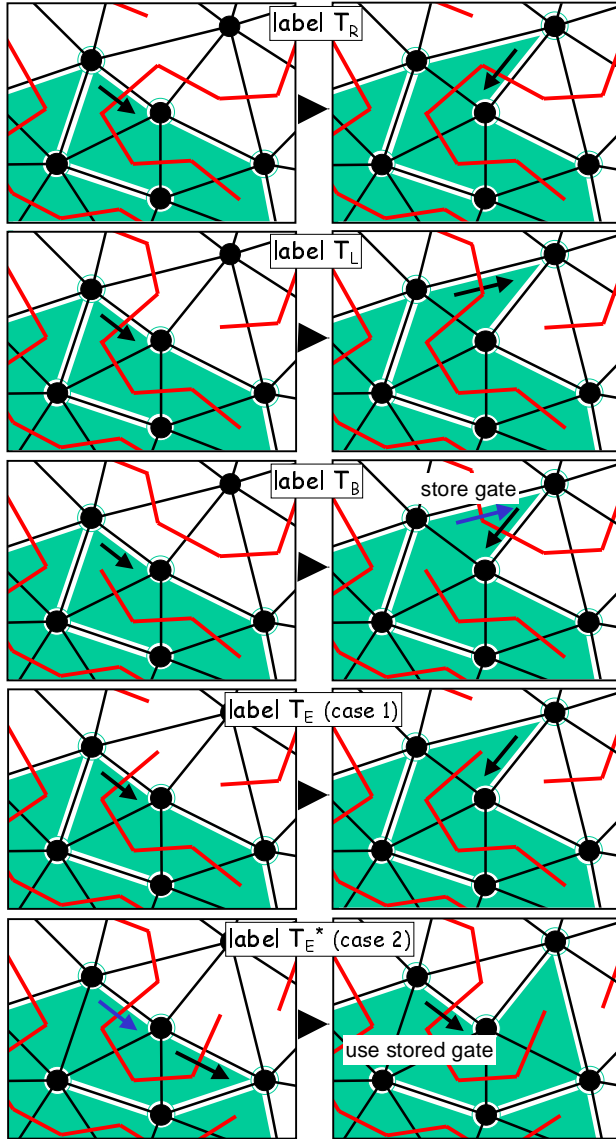 label T_R
label T_L
label T_B
store gate
label T_E (case 1)
label T_E* (case 2)
use stored gate